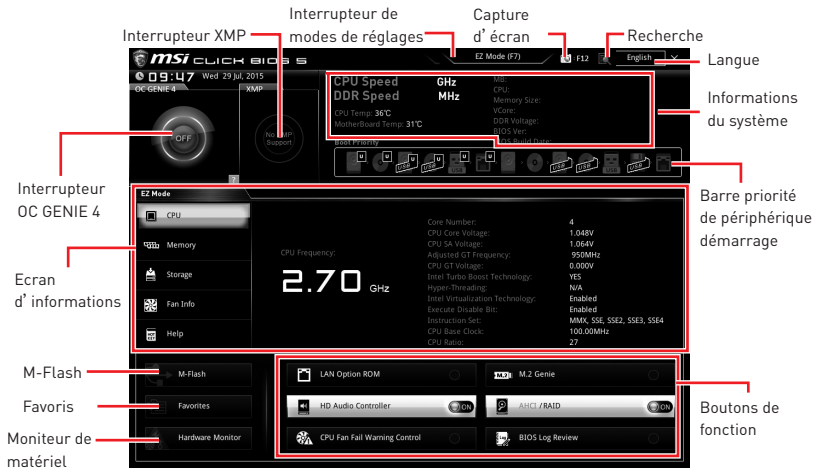 Interrupteur XMP
Interrupteur de
modes de réglages
Capture
d'écran
Recherche
Langue
Informations
du système
Barre priorité
de périphérique
démarrage
Boutons de
fonction
Interrupteur
OC GENIE 4
Ecran
d'informations
M-Flash
Favoris
Moniteur de
matériel
msi CLICK BIOS 5
EZ Mode (F7)
F12
English
09:47 Wed 29 Jul, 2015
OC GENIE 4
XMP
OFF
No XMP
Support
7
CPU Speed GHz
DDR Speed MHz
CPU Temp: 36°C
MotherBoard Temp: 31°C
MB:
CPU:
Memory Size:
VCore:
DDR Voltage:
BIOS Ver:
BIOS Build Date:
Boot Priority
U U U U U U
USB USB USB USB USB USB USB
EZ Mode
CPU
Memory
Storage
Fan Info
Help
CPU Frequency:
2.70 GHz
Core Number: 4
CPU Core Voltage: 1.048V
CPU SA Voltage: 1.064V
Adjusted GT Frequency: 950MHz
CPU GT Voltage: 0.000V
Intel Turbo Boost Technology: YES
Hyper-Threading: N/A
Intel Virtualization Technology: Enabled
Execute Disable Bit: Enabled
Instruction Set: MMX, SSE, SSE2, SSE3, SSE4
CPU Base Clock: 100.00MHz
CPU Ratio: 27
M-Flash
Favorites
Hardware Monitor
LAN Option ROM
HD Audio Controller ON
CPU Fan Fail Warning Control
M.2 Genie
AHCI /RAID ON
BIOS Log Review